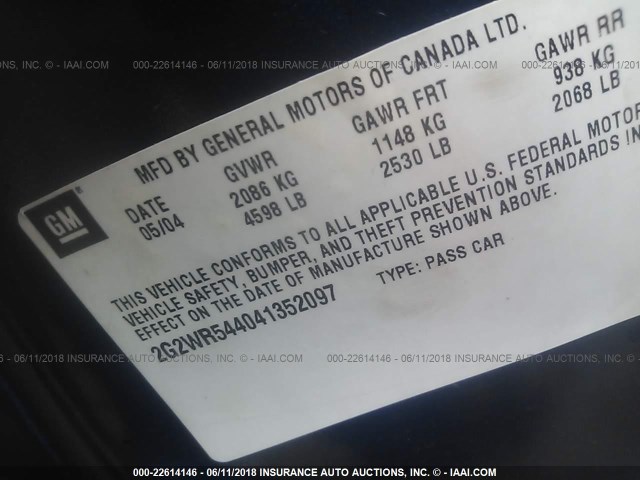 MFD BY GENERAL MOTORS OF CANADA LTD.
DATE GVWR GAWR FRT GAWR RR
05/04 2086 KG 1148 KG 938 KG
4598 LB 2530 LB 2068 LB
GM
THIS VEHICLE CONFORMS TO ALL APPLICABLE U.S. FEDERAL MOTOR
VEHICLE SAFETY, BUMPER, AND THEFT PREVENTION STANDARDS IN
EFFECT ON THE DATE OF MANUFACTURE SHOWN ABOVE.
2G2WR544041352097 TYPE: PASS CAR
000-22614146 - 06/11/2018 INSURANCE AUTO AUCTIONS, INC. - © IAAI.COM